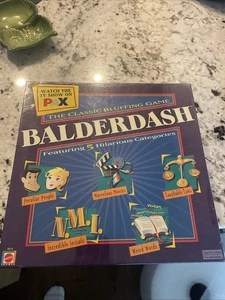 WATCH THE
TV SHOW ON
PAX
THE CLASSIC BLUFFING GAME
BALDERDASH
Featuring 5 Hilarious Categories
Peculiar People
Marvelous Movies
Laughable Laws
N.M.I.
Incredible Initials
Weird Words
MATTEL